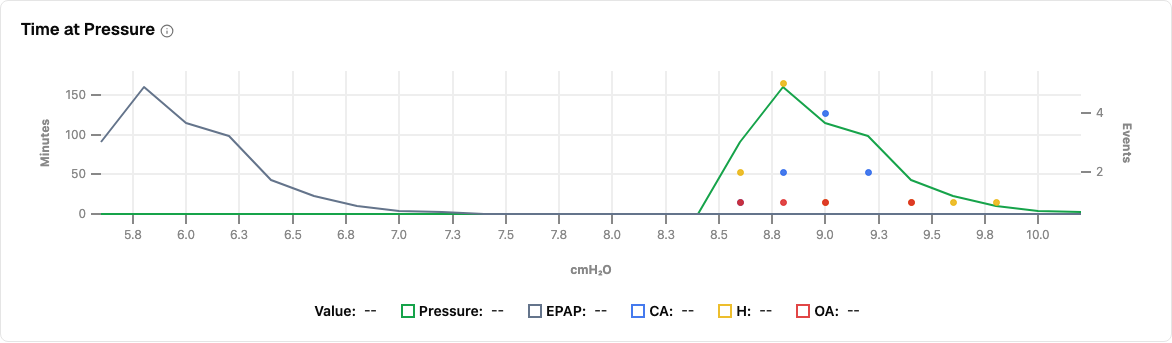 Time at Pressure
150
100
50
0
Minutes
4
2
Events
5.8 6.0 6.3 6.5 6.8 7.0 7.3 7.5 7.8 8.0 8.3 8.5 8.8 9.0 9.3 9.5 9.8 10.0
cmH₂O
Value: -- Pressure: -- EPAP: -- CA: -- H: -- OA: --